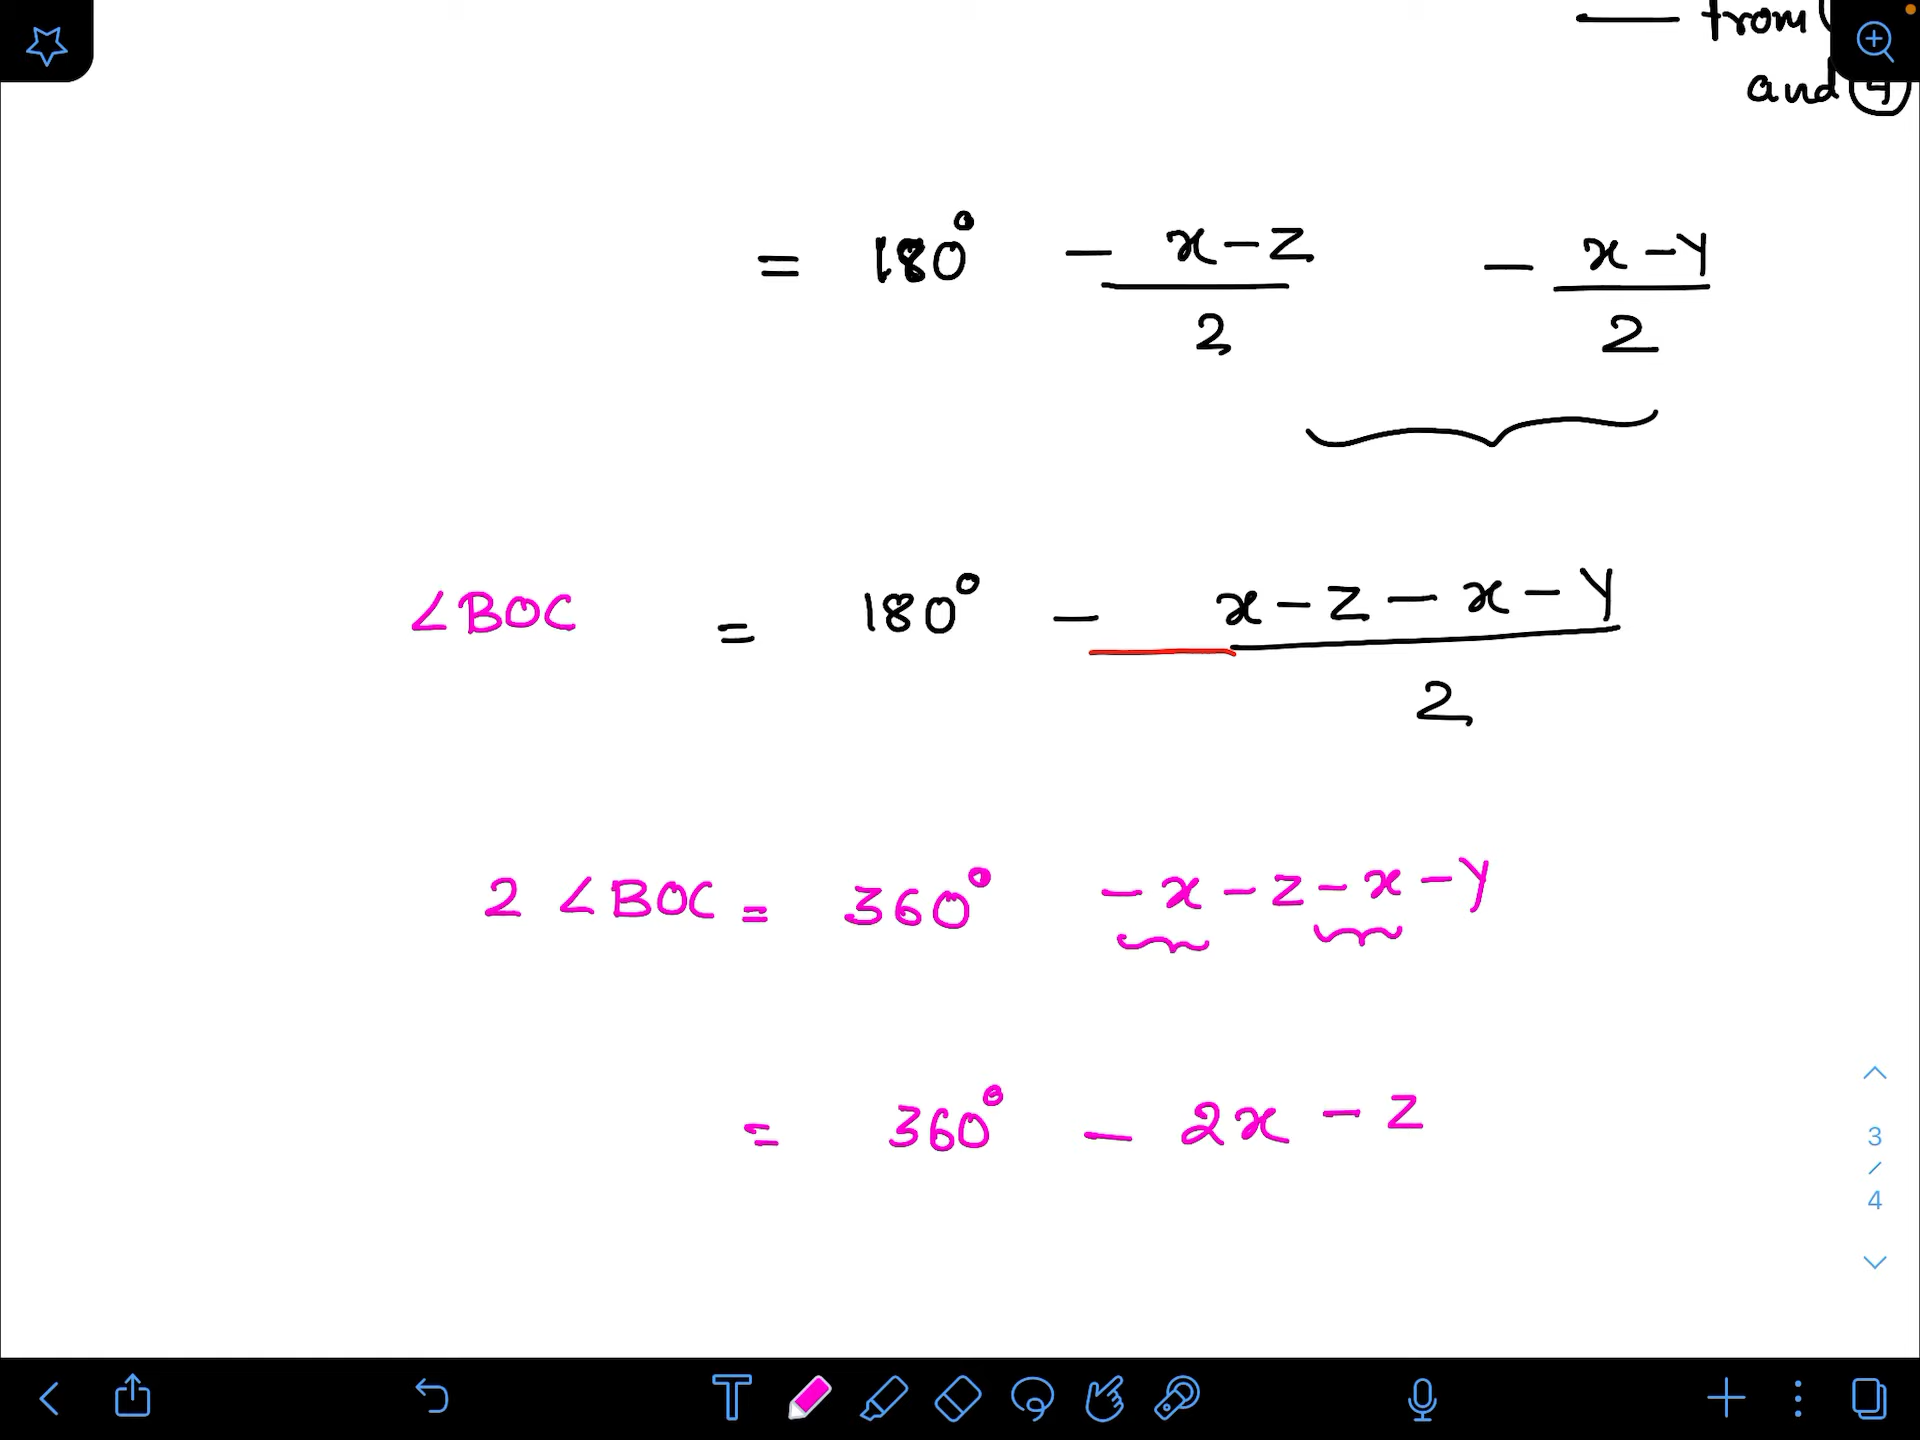 — from
and 4
= 180° - x-z/2 - x-y/2
∠BOC = 180° - x-z-x-y/2
2 ∠BOC = 360° -x-z-x-y
= 360° - 2x - z
3
/
4
T